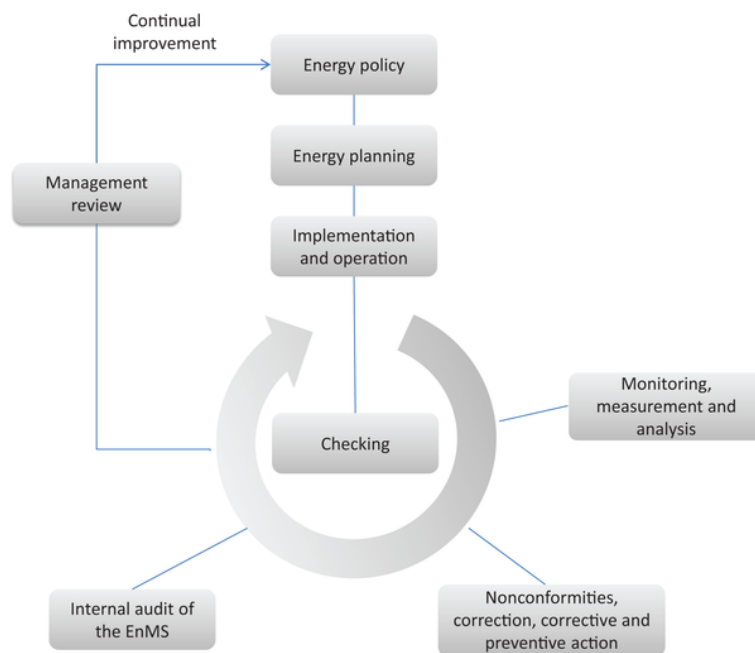 Continual
improvement
Energy policy
Energy planning
Management
review
Implementation
and operation
Monitoring,
measurement and
analysis
Checking
Internal audit of
the EnMS
Nonconformities,
correction, corrective and
preventive action